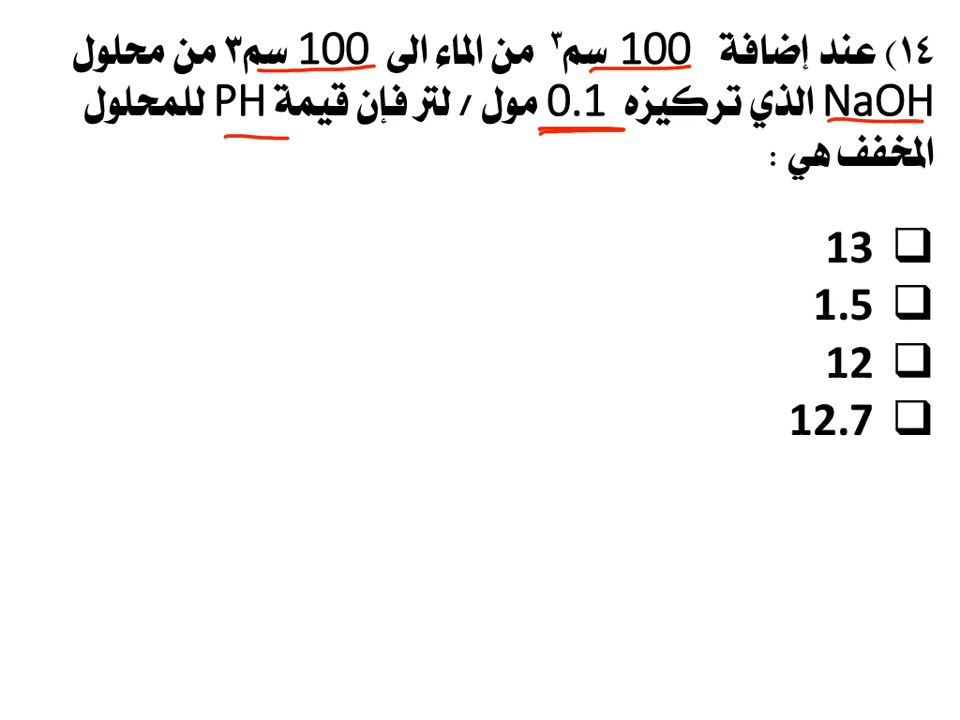 ١٤) عند إضافة 100 سم٣ من الماء الى 100 سم٣ من محلول
NaOH الذي تركيزه 0.1 مول / لتر فإن قيمة PH للمحلول
المخفف هي :
13
1.5
12
12.7